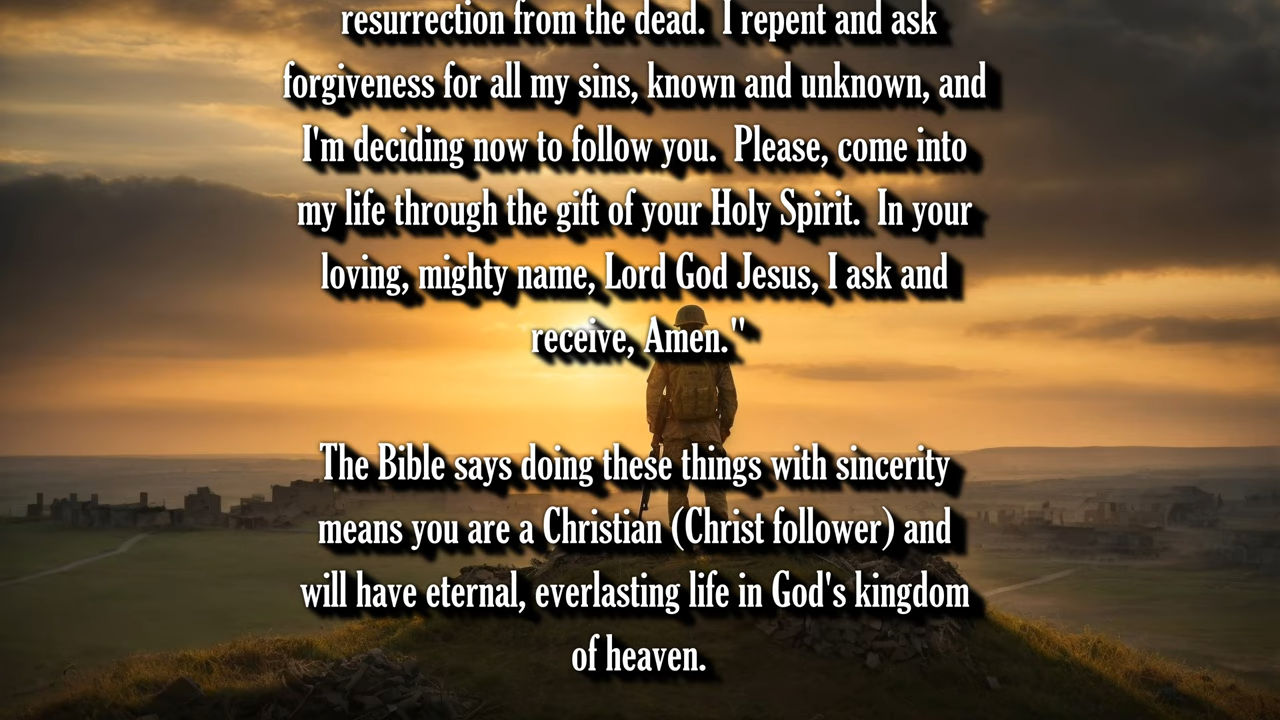 resurrection from the dead.  I repent and ask
forgiveness for all my sins, known and unknown, and
I'm deciding now to follow you.  Please, come into
my life through the gift of your Holy Spirit.  In your
loving, mighty name, Lord God Jesus, I ask and
receive, Amen."
The Bible says doing these things with sincerity
means you are a Christian (Christ follower) and
will have eternal, everlasting life in God's kingdom
of heaven.